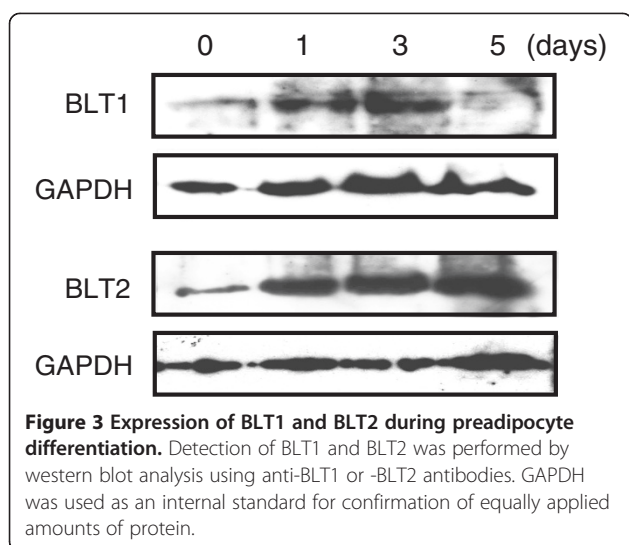 0 1 3 5 (days)
BLT1
GAPDH
BLT2
GAPDH
Figure 3 Expression of BLT1 and BLT2 during preadipocyte
differentiation. Detection of BLT1 and BLT2 was performed by
western blot analysis using anti-BLT1 or -BLT2 antibodies. GAPDH
was used as an internal standard for confirmation of equally applied
amounts of protein.